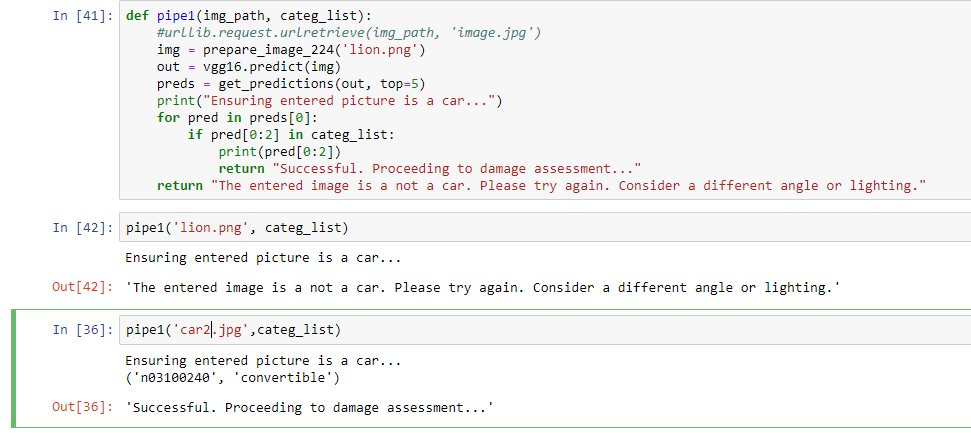 In [41]: def pipe1(img_path, categ_list):
    #urllib.request.urlretrieve(img_path, 'image.jpg')
    img = prepare_image_224('lion.png')
    out = vgg16.predict(img)
    preds = get_predictions(out, top=5)
    print("Ensuring entered picture is a car...")
    for pred in preds[0]:
        if pred[0:2] in categ_list:
            print(pred[0:2])
            return "Successful. Proceeding to damage assessment..."
    return "The entered image is a not a car. Please try again. Consider a different angle or lighting."
In [42]: pipe1('lion.png', categ_list)
Ensuring entered picture is a car...
Out[42]: 'The entered image is a not a car. Please try again. Consider a different angle or lighting.'
In [36]: pipe1('car2.jpg',categ_list)
Ensuring entered picture is a car...
('n03100240', 'convertible')
Out[36]: 'Successful. Proceeding to damage assessment...'